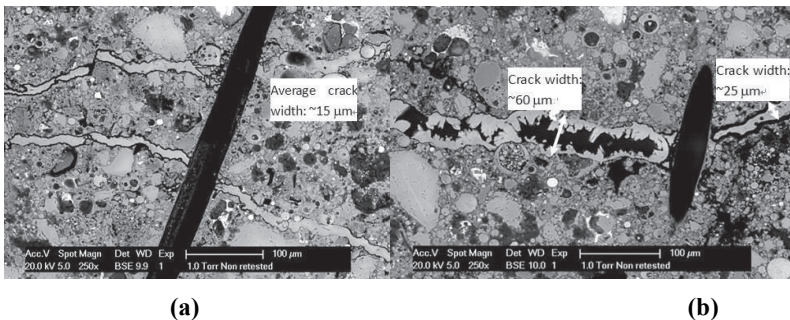 Average crack
width: ~15 μm
Crack width:
~60 μm
Crack width:
~25 μm
Acc.V Spot Magn Det WD Exp
20.0 kV 5.0 250x BSE 9.9 1
100 μm
1.0 Torr Non retested
Acc.V Spot Magn Det WD Exp
20.0 kV 5.0 250x BSE 10.0 1
100 μm
1.0 Torr Non retested
(a)
(b)